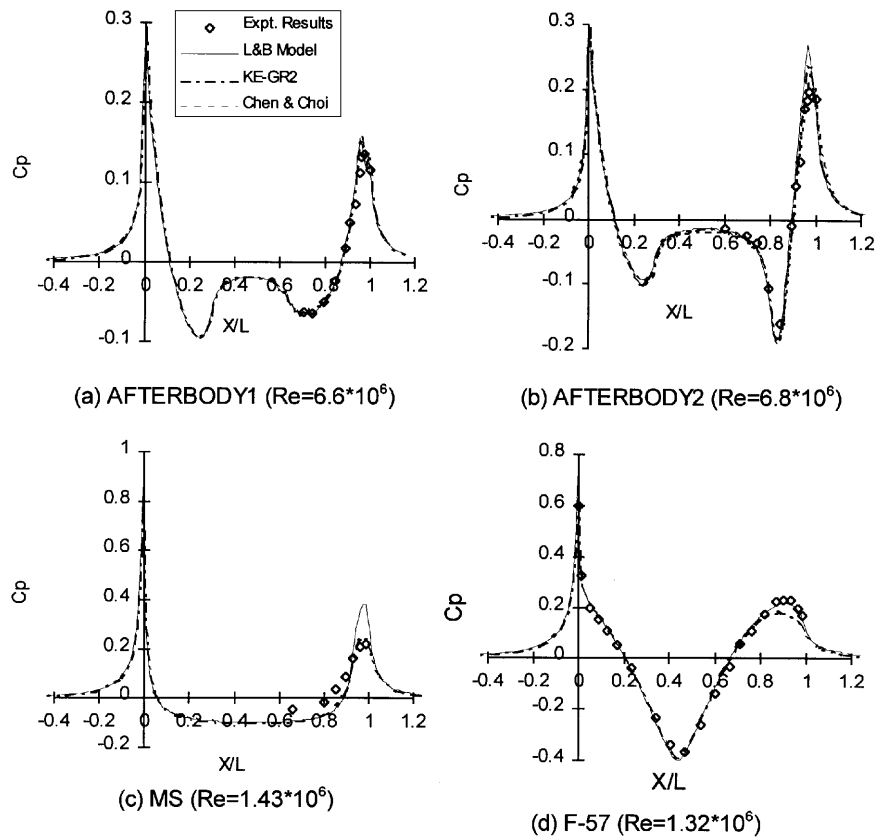 Expt. Results
L&B Model
KE-GR2
Chen & Choi
0.3
0.2
0.1
0
-0.1
Cp
-0.4 -0.2 0 0.2 0.4 0.6 0.8 1 1.2
X/L
(a) AFTERBODY1 (Re=6.6*10⁶)
0.3
0.2
0.1
0
-0.1
-0.2
Cp
-0.4 -0.2 0 0.2 0.4 0.6 0.8 1 1.2
X/L
(b) AFTERBODY2 (Re=6.8*10⁶)
1
0.8
0.6
0.4
0.2
0
-0.2
Cp
-0.4 -0.2 0 0.2 0.4 0.6 0.8 1 1.2
X/L
(c) MS (Re=1.43*10⁶)
0.8
0.6
0.4
0.2
0
-0.2
-0.4
Cp
-0.4 -0.2 0 0.2 0.4 0.6 0.8 1 1.2
X/L
(d) F-57 (Re=1.32*10⁶)